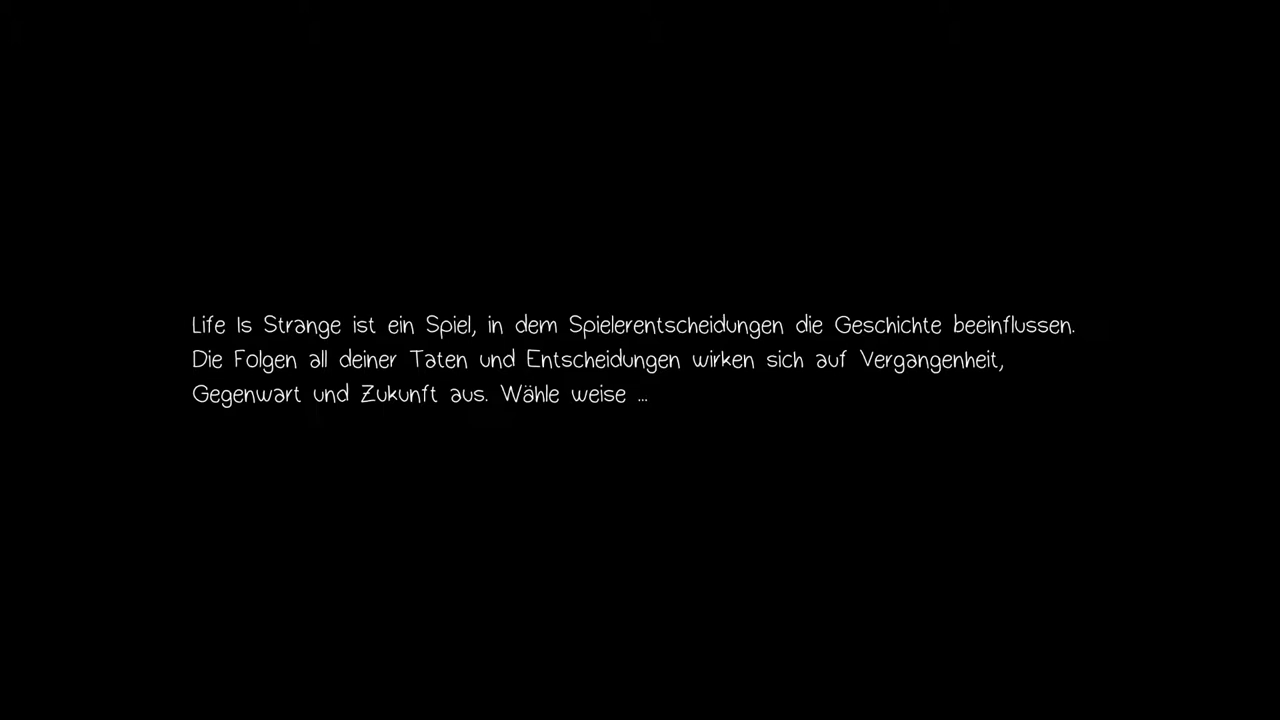 Life Is Strange ist ein Spiel, in dem Spielerentscheidungen die Geschichte beeinflussen.
Die Folgen all deiner Taten und Entscheidungen wirken sich auf Vergangenheit,
Gegenwart und Zukunft aus. Wähle weise ...